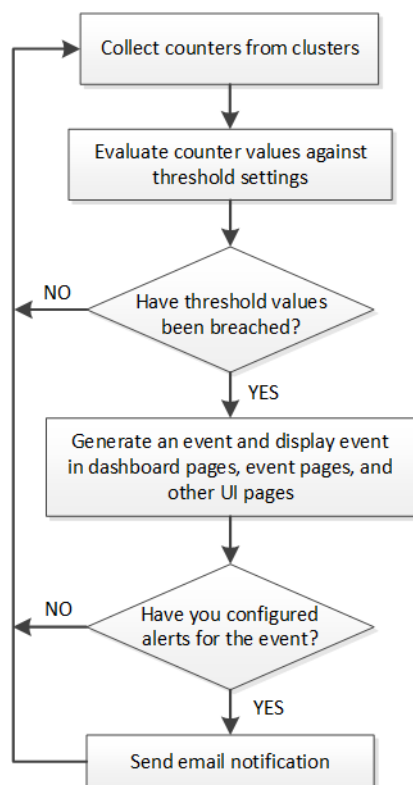 Collect counters from clusters
Evaluate counter values against
threshold settings
NO
Have threshold values
been breached?
YES
Generate an event and display event
in dashboard pages, event pages, and
other UI pages
NO
Have you configured
alerts for the event?
YES
Send email notification